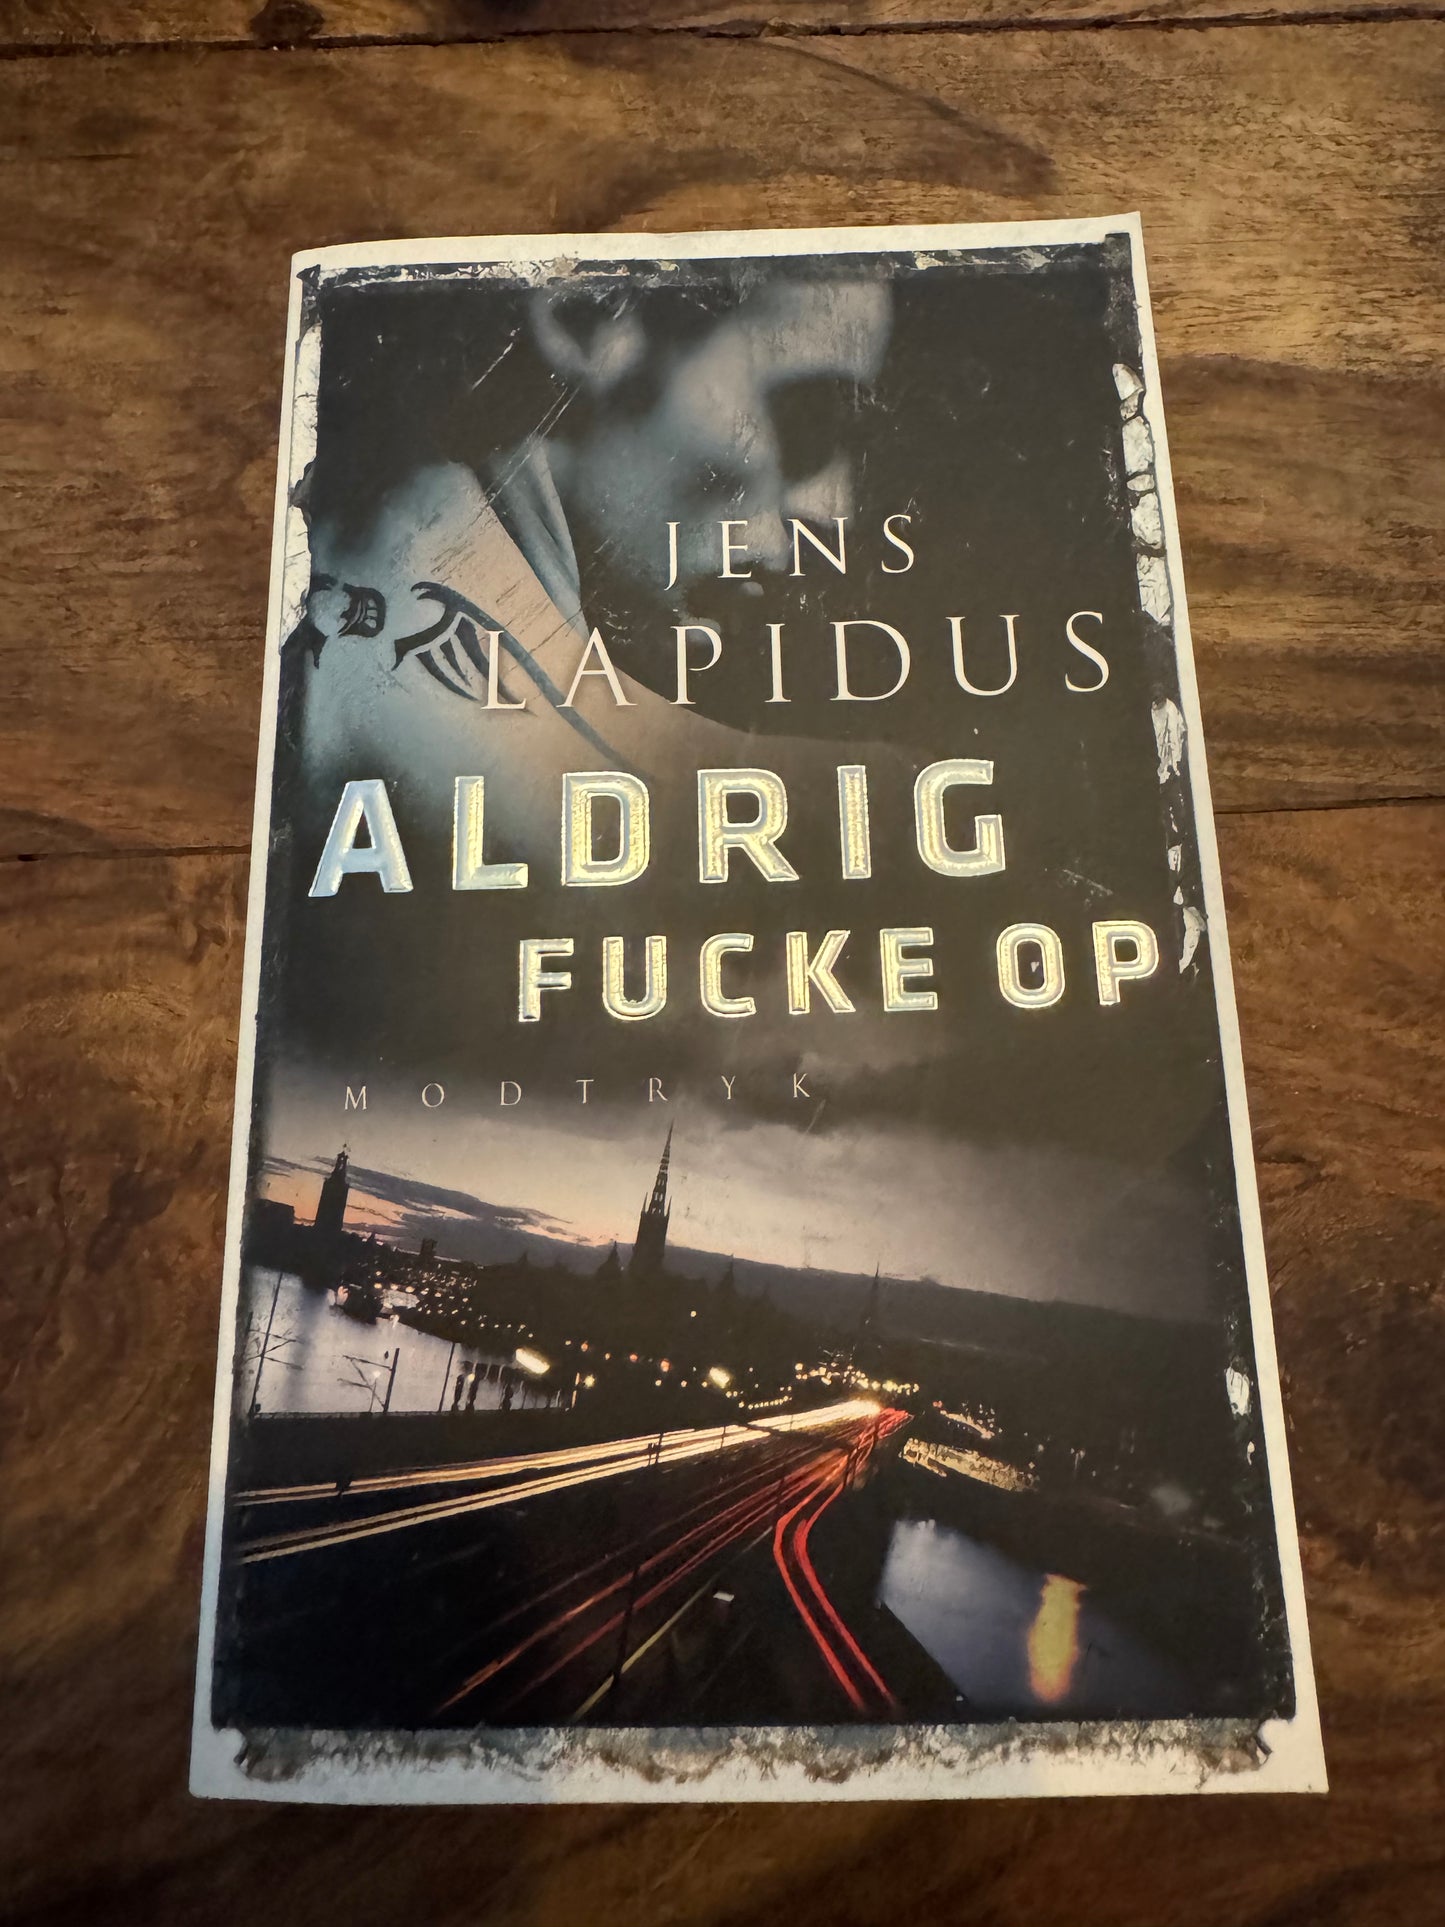 JENS
LAPIDUS
ALDRIG
FUCKE OP
MODTRYK